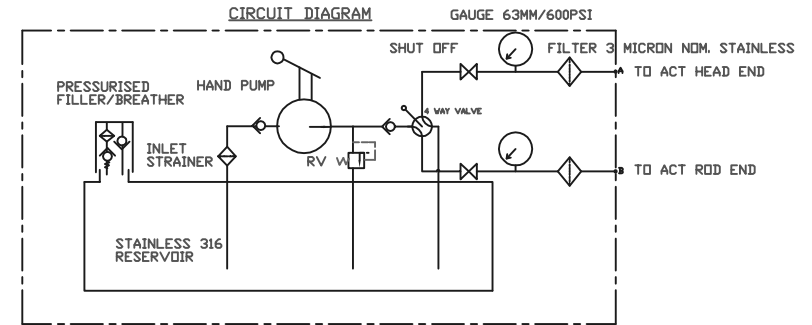 CIRCUIT DIAGRAM
GAUGE 63MM/600PSI
SHUT OFF
FILTER 3 MICRON NOM. STAINLESS
A TO ACT HEAD END
PRESSURISED
FILLER/BREATHER
HAND PUMP
4 WAY VALVE
INLET
STRAINER
RV
B TO ACT ROD END
STAINLESS 316
RESERVOIR